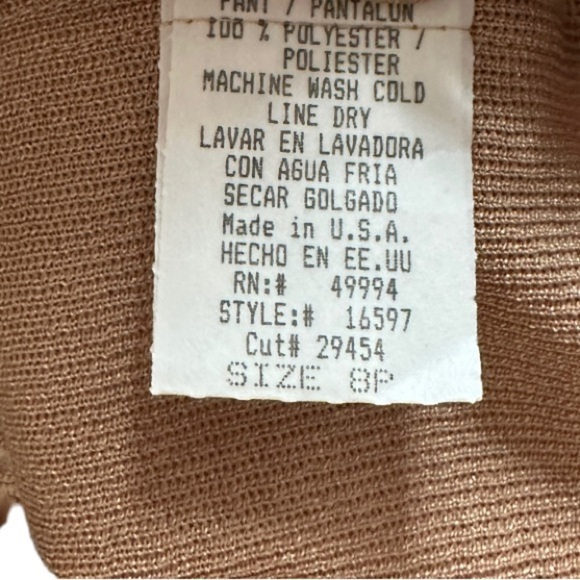 PANT / PANTALON
100 % POLYESTER /
POLIESTER
MACHINE WASH COLD
LINE DRY
LAVAR EN LAVADORA
CON AGUA FRIA
SECAR GOLGADO
Made in U.S.A.
HECHO EN EE.UU
RN:# 49994
STYLE:# 16597
Cut# 29454
SIZE 8P